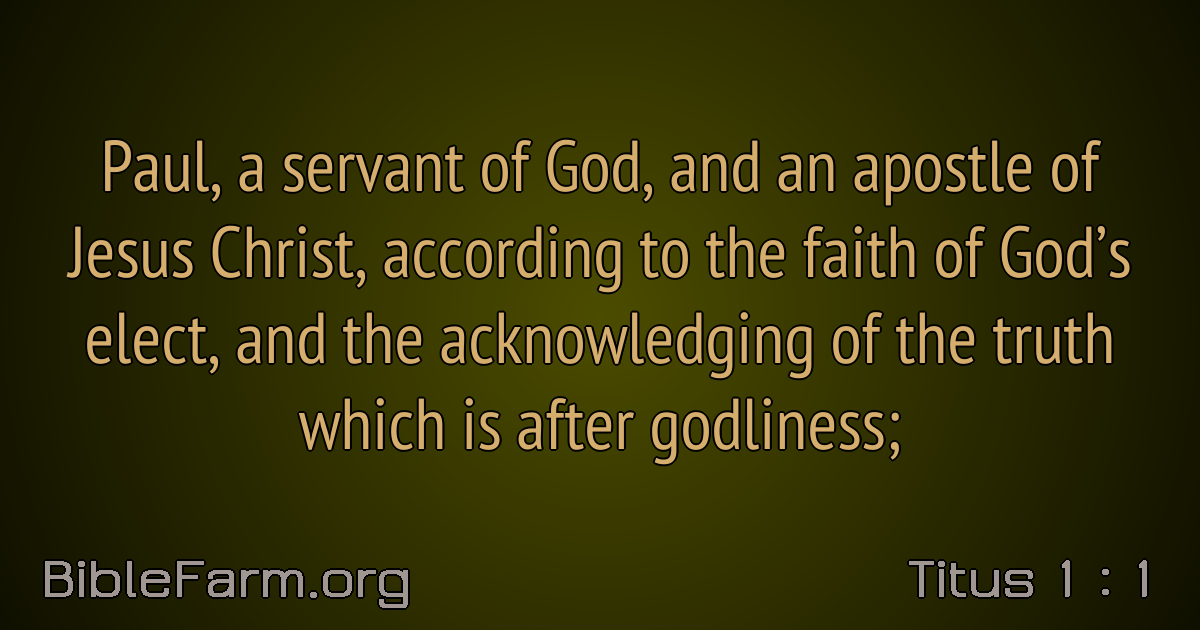 Paul, a servant of God, and an apostle of
Jesus Christ, according to the faith of God’s
elect, and the acknowledging of the truth
which is after godliness;
BibleFarm.org
Titus 1 : 1